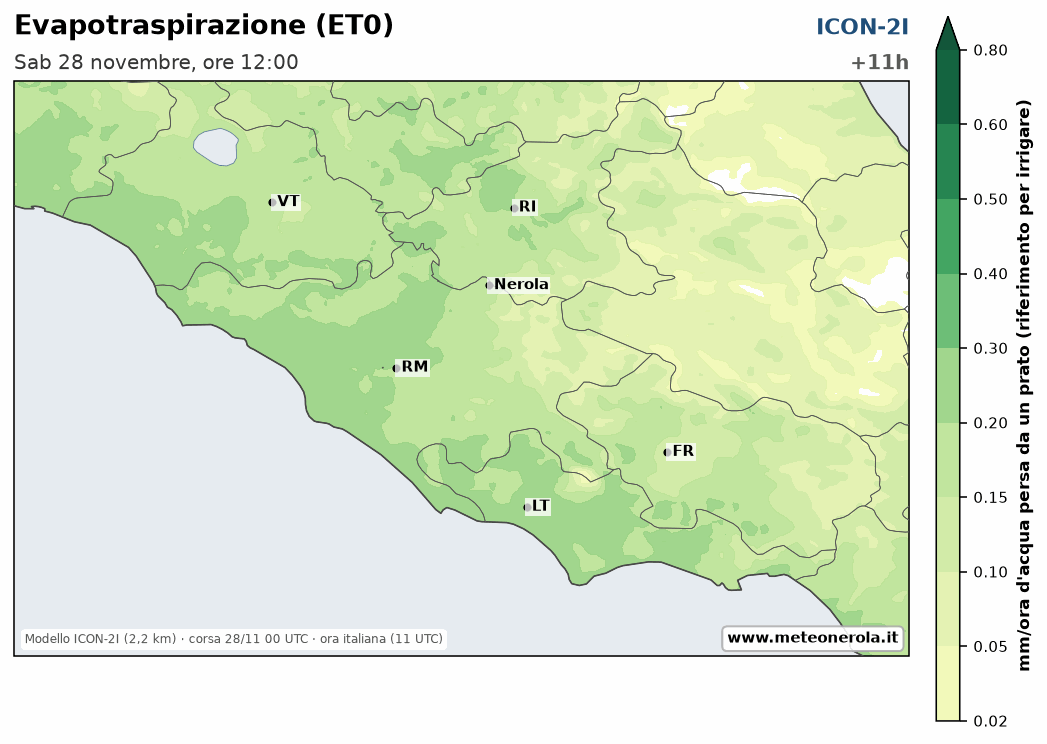 Evapotraspirazione (ET0)
ICON-2I
Sab 28 novembre, ore 12:00
+11h
VT
RI
Nerola
RM
FR
LT
Modello ICON-2I (2,2 km) · corsa 28/11 00 UTC · ora italiana (11 UTC)
www.meteonerola.it
0.80
0.60
0.50
0.40
0.30
0.20
0.15
0.10
0.05
0.02
mm/ora d'acqua persa da un prato (riferimento per irrigare)